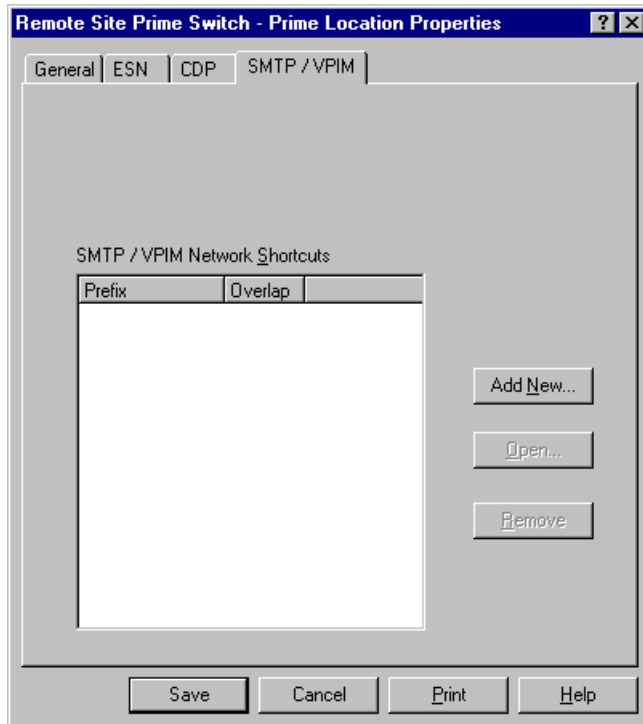 Remote Site Prime Switch - Prime Location Properties ? X
General ESN CDP SMTP / VPIM
SMTP / VPIM Network Shortcuts
Prefix Overlap
Add New...
Open...
Remove
Save Cancel Print Help